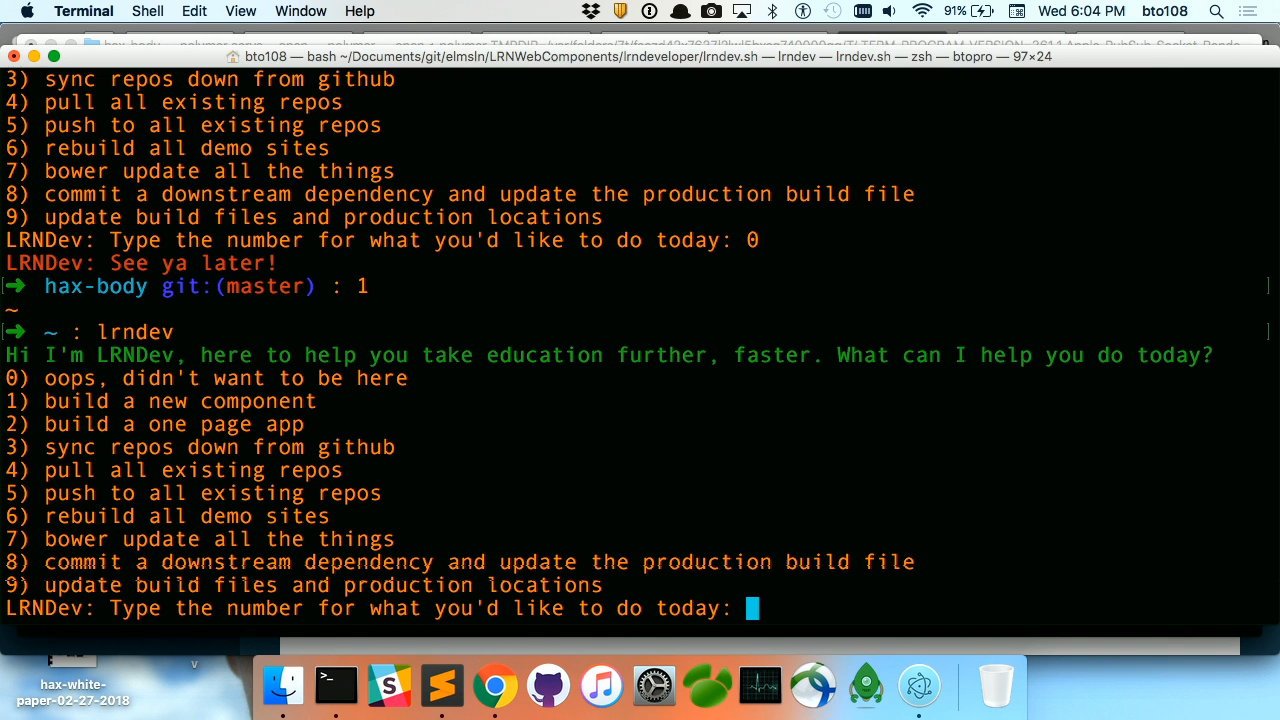 Terminal Shell Edit View Window Help 91% Wed 6:04 PM bto108
bto108 — bash ~/Documents/git/elmsln/LRNWebComponents/lrndeveloper/lrndev.sh — lrndev — lrndev.sh — zsh — btopro — 97×24
3) sync repos down from github
4) pull all existing repos
5) push to all existing repos
6) rebuild all demo sites
7) bower update all the things
8) commit a downstream dependency and update the production build file
9) update build files and production locations
LRNDev: Type the number for what you'd like to do today: 0
LRNDev: See ya later!
➜ hax-body git:(master) : 1
~
➜ ~ : lrndev
Hi I'm LRNDev, here to help you take education further, faster. What can I help you do today?
0) oops, didn't want to be here
1) build a new component
2) build a one page app
3) sync repos down from github
4) pull all existing repos
5) push to all existing repos
6) rebuild all demo sites
7) bower update all the things
8) commit a downstream dependency and update the production build file
9) update build files and production locations
LRNDev: Type the number for what you'd like to do today:
hax-white-
paper-02-27-2018